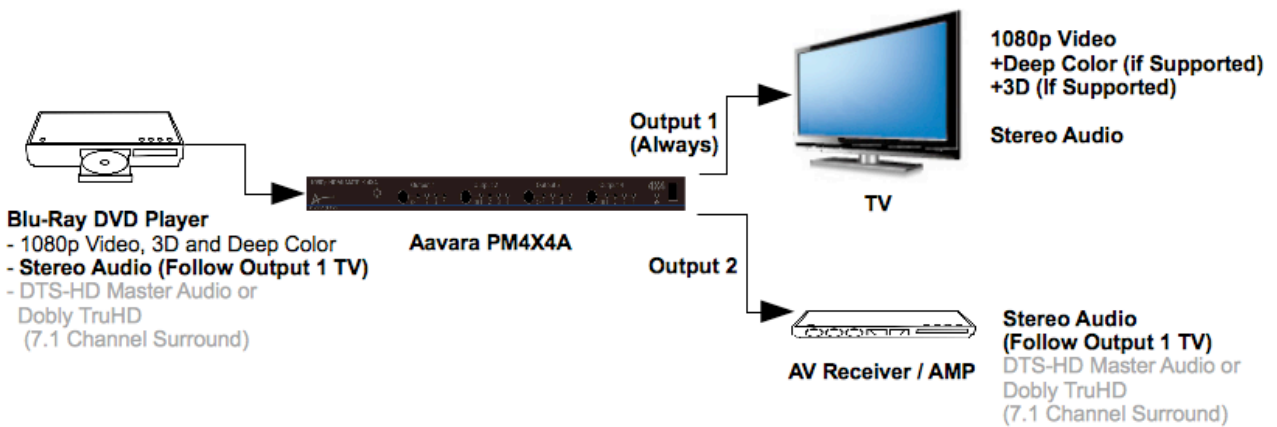 1080p Video
+Deep Color (if Supported)
+3D (If Supported)
Stereo Audio
Output 1
(Always)
TV
4X4
Blu-Ray DVD Player
- 1080p Video, 3D and Deep Color
- Stereo Audio (Follow Output 1 TV)
- DTS-HD Master Audio or
Dobly TruHD
(7.1 Channel Surround)
Aavara PM4X4A
Output 2
AV Receiver / AMP
Stereo Audio
(Follow Output 1 TV)
DTS-HD Master Audio or
Dobly TruHD
(7.1 Channel Surround)